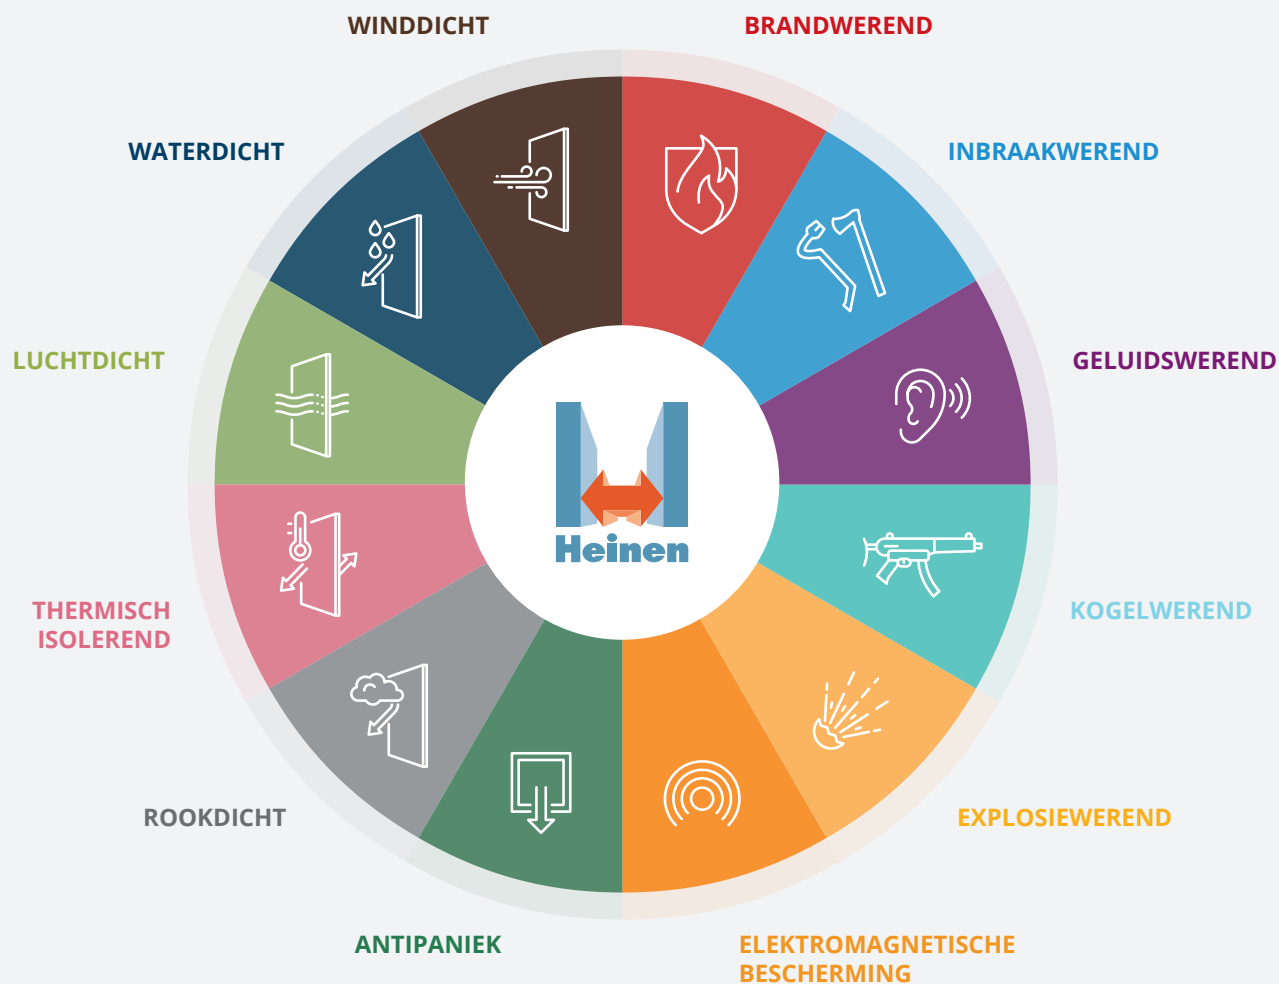 WINDDICHT
BRANDWEREND
WATERDICHT
INBRAAKWEREND
LUCHTDICHT
GELUIDSWEREND
Heinen
THERMISCH
ISOLEREND
KOGELWEREND
ROOKDICHT
EXPLOSIEWEREND
ANTIPANIEK
ELEKTROMAGNETISCHE
BESCHERMING